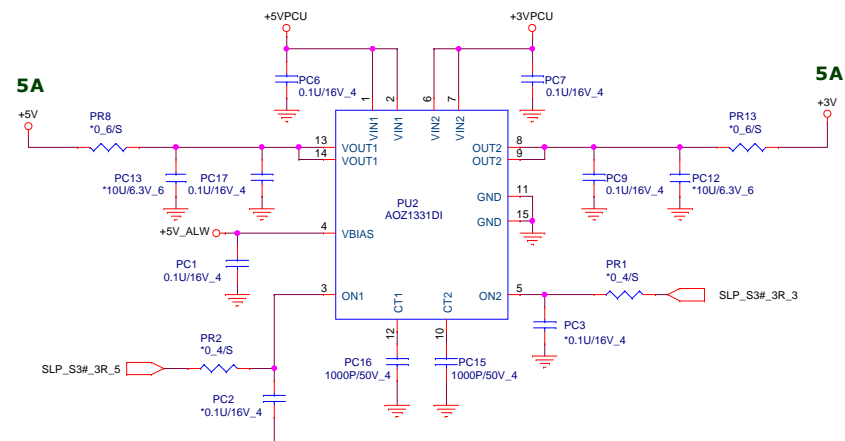 +5VPCU
+3VPCU
5A
5A
PC6
0.1U/16V_4
PC7
0.1U/16V_4
+5V
+3V
1
2
6
7
PR8
*0_6/S
PR13
*0_6/S
VIN1
VIN1
VIN2
VIN2
13
VOUT1
OUT2
8
14
VOUT1
OUT2
9
PC13
*10U/6.3V_6
PC17
0.1U/16V_4
PC9
0.1U/16V_4
PC12
*10U/6.3V_6
GND
11
PU2
AOZ1331DI
GND
15
+5V_ALW
4
VBIAS
PC1
0.1U/16V_4
3
ON1
CT1
CT2
ON2
5
PR1
*0_4/S
SLP_S3#_3R_3
12
10
PC3
*0.1U/16V_4
PR2
*0_4/S
SLP_S3#_3R_5
PC16
1000P/50V_4
PC15
1000P/50V_4
PC2
*0.1U/16V_4